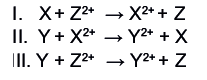 I. X + Z²⁺ → X²⁺ + Z
II. Y + X²⁺ → Y²⁺ + X
III. Y + Z²⁺ → Y²⁺ + Z